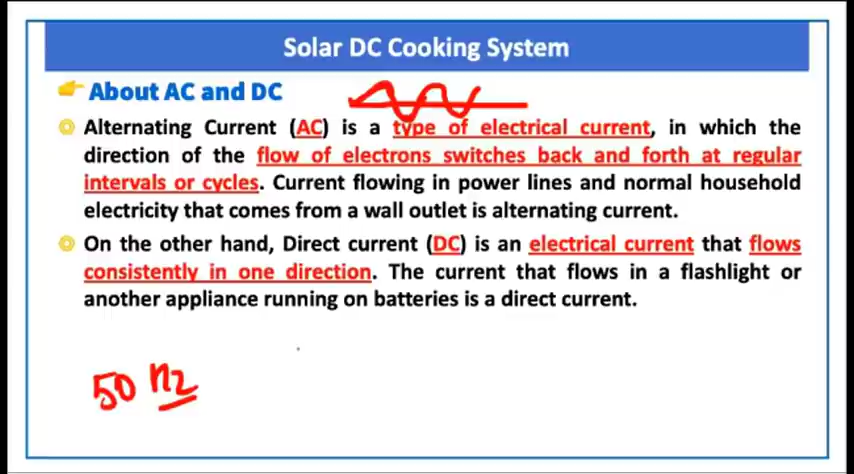 Solar DC Cooking System
About AC and DC
Alternating Current (AC) is a type of electrical current, in which the
direction of the flow of electrons switches back and forth at regular
intervals or cycles. Current flowing in power lines and normal household
electricity that comes from a wall outlet is alternating current.
On the other hand, Direct current (DC) is an electrical current that flows
consistently in one direction. The current that flows in a flashlight or
another appliance running on batteries is a direct current.
50 Hz